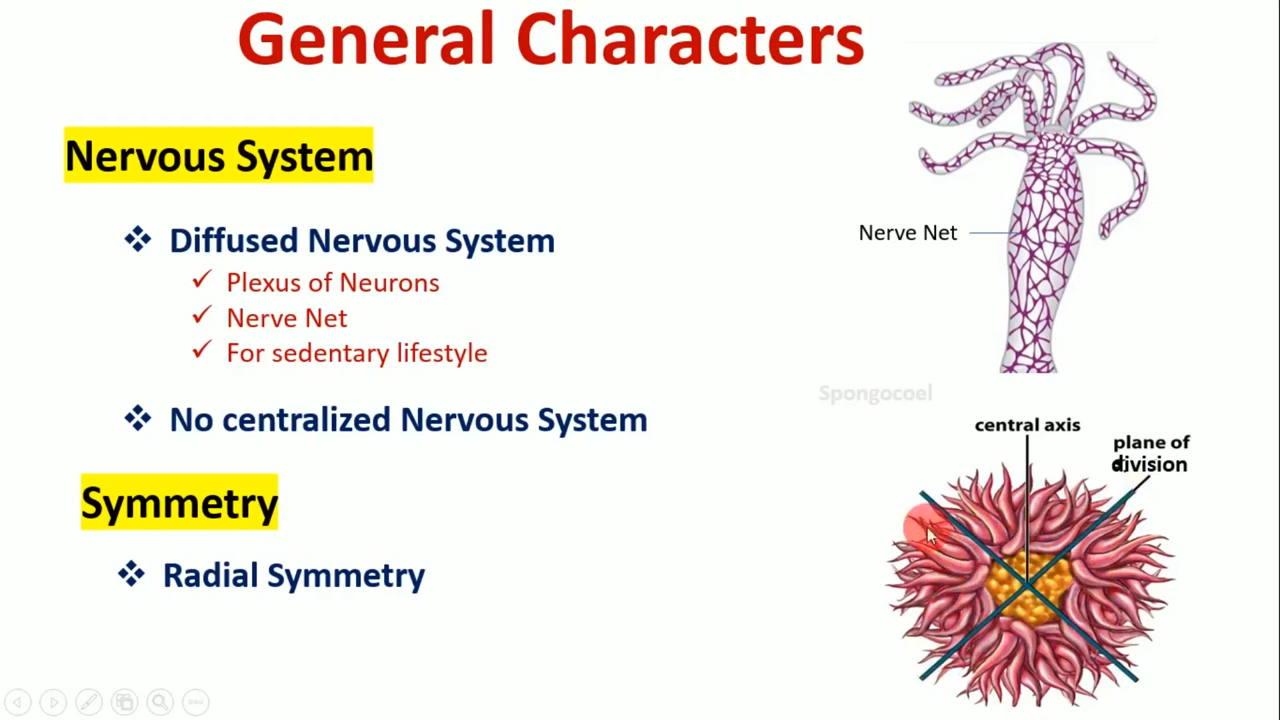 General Characters
Nervous System
Diffused Nervous System
Plexus of Neurons
Nerve Net
For sedentary lifestyle
No centralized Nervous System
Symmetry
Radial Symmetry
Nerve Net
Spongocoel
central axis
plane of
division